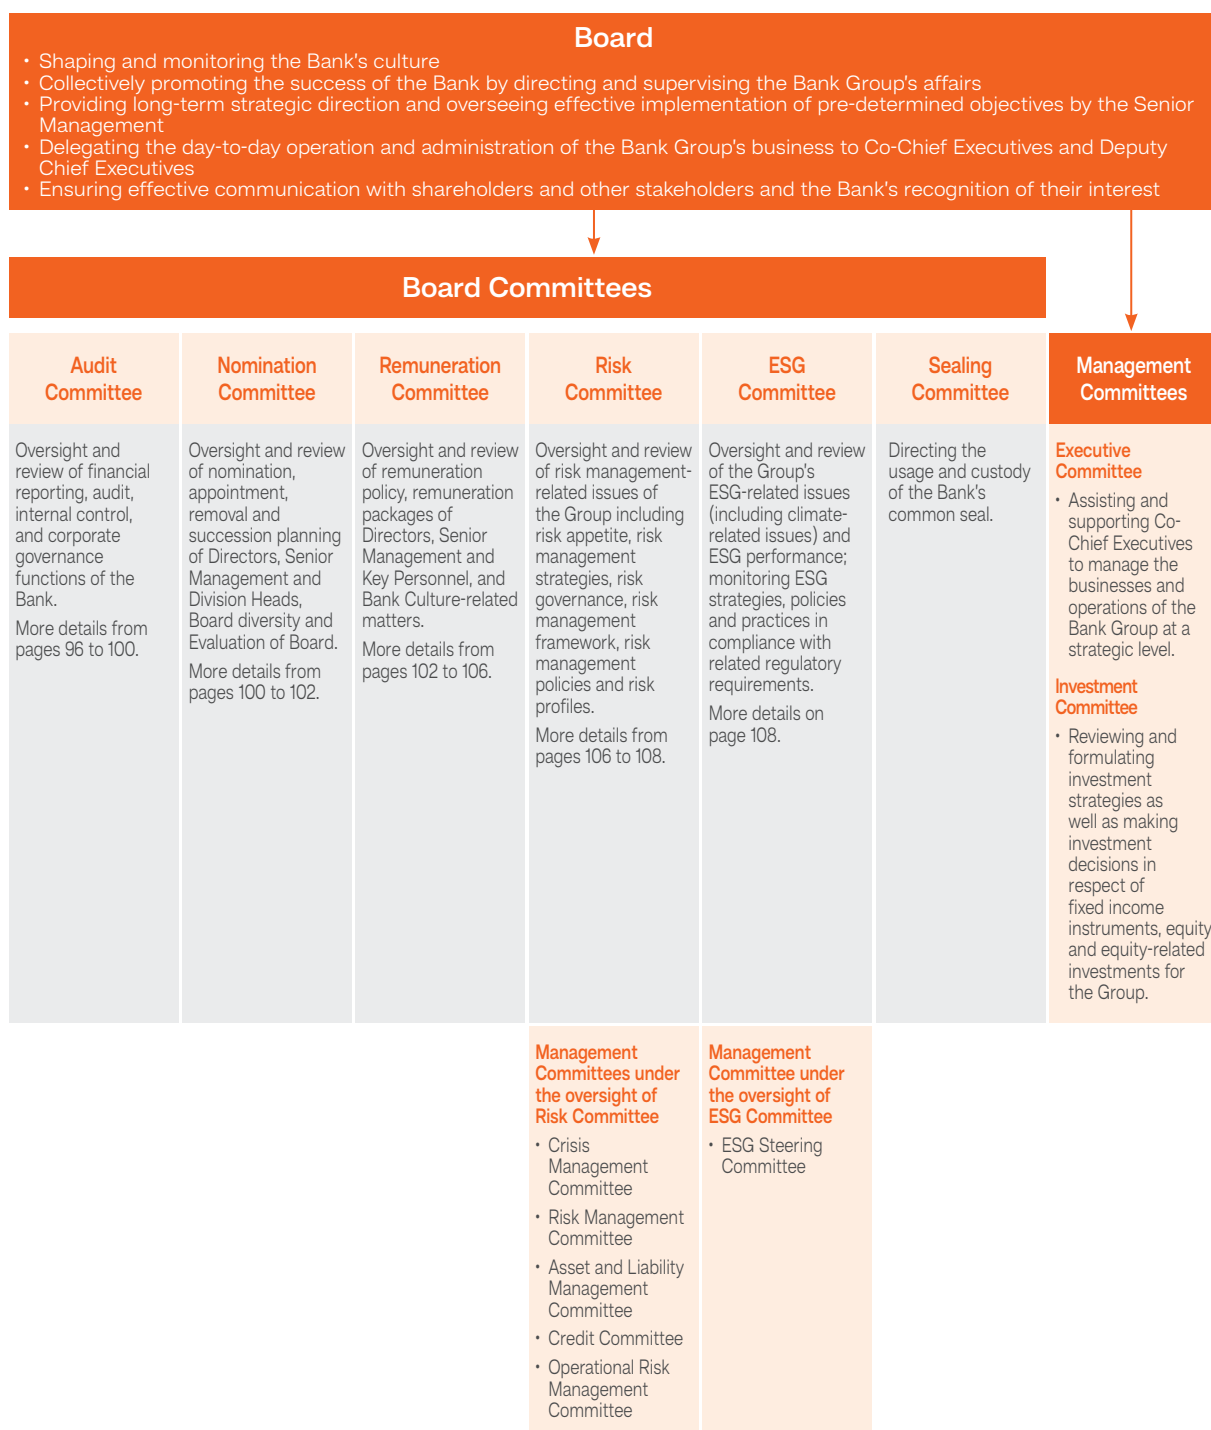 Board
• Shaping and monitoring the Bank's culture
• Collectively promoting the success of the Bank by directing and supervising the Bank Group's affairs
• Providing long-term strategic direction and overseeing effective implementation of pre-determined objectives by the Senior
Management
• Delegating the day-to-day operation and administration of the Bank Group's business to Co-Chief Executives and Deputy
Chief Executives
• Ensuring effective communication with shareholders and other stakeholders and the Bank's recognition of their interest
Board Committees
Audit
Committee
Oversight and
review of financial
reporting, audit,
internal control,
and corporate
governance
functions of the
Bank.
More details from
pages 96 to 100.
Nomination
Committee
Oversight and review
of nomination,
appointment,
removal and
succession planning
of Directors, Senior
Management and
Division Heads,
Board diversity and
Evaluation of Board.
More details from
pages 100 to 102.
Remuneration
Committee
Oversight and review
of remuneration
policy, remuneration
packages of
Directors, Senior
Management and
Key Personnel, and
Bank Culture-related
matters.
More details from
pages 102 to 106.
Risk
Committee
Oversight and review
of risk management-
related issues of
the Group including
risk appetite, risk
management
strategies, risk
governance, risk
management
framework, risk
management
policies and risk
profiles.
More details from
pages 106 to 108.
Management
Committees under
the oversight of
Risk Committee
• Crisis
Management
Committee
• Risk Management
Committee
• Asset and Liability
Management
Committee
• Credit Committee
• Operational Risk
Management
Committee
ESG
Committee
Oversight and review
of the Group's
ESG-related issues
(including climate-
related issues) and
ESG performance;
monitoring ESG
strategies, policies
and practices in
compliance with
related regulatory
requirements.
More details on
page 108.
Management
Committee under
the oversight of
ESG Committee
• ESG Steering
Committee
Sealing
Committee
Directing the
usage and custody
of the Bank's
common seal.
Management
Committees
Executive
Committee
• Assisting and
supporting Co-
Chief Executives
to manage the
businesses and
operations of the
Bank Group at a
strategic level.
Investment
Committee
• Reviewing and
formulating
investment
strategies as
well as making
investment
decisions in
respect of
fixed income
instruments, equity
and equity-related
investments for
the Group.